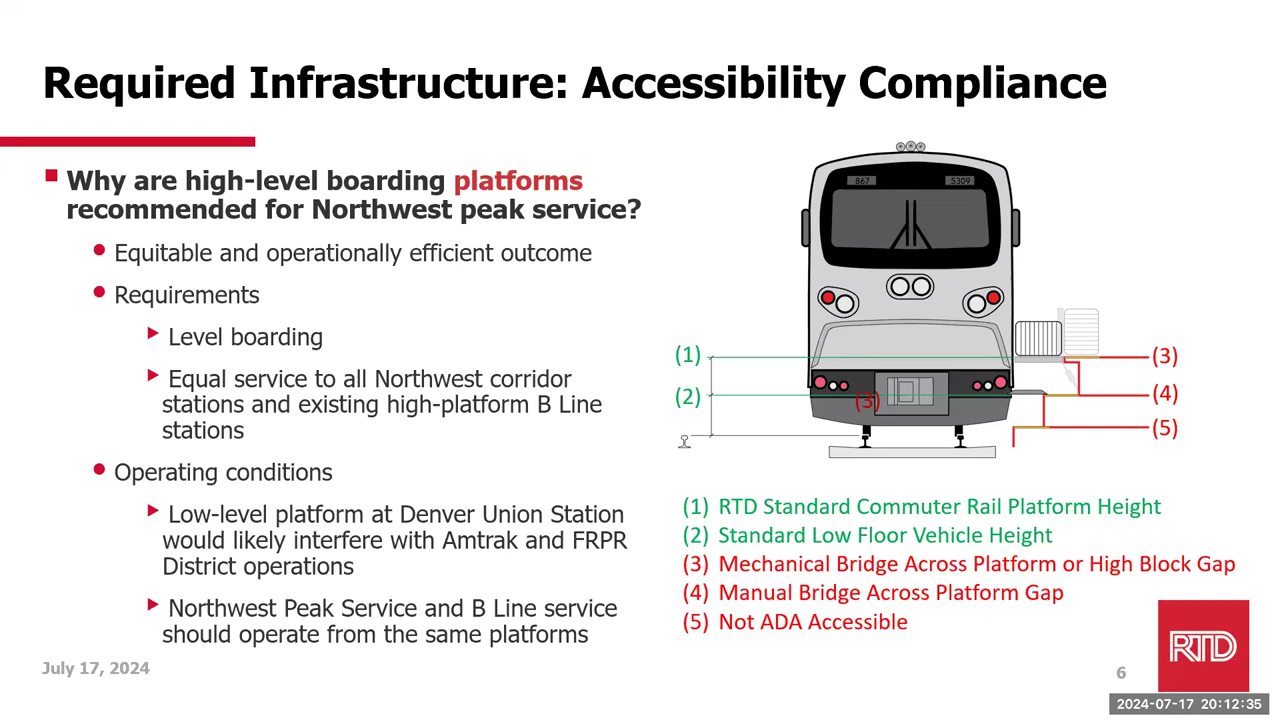 Required Infrastructure: Accessibility Compliance
Why are high-level boarding platforms
recommended for Northwest peak service?
Equitable and operationally efficient outcome
Requirements
Level boarding
Equal service to all Northwest corridor
stations and existing high-platform B Line
stations
Operating conditions
Low-level platform at Denver Union Station
would likely interfere with Amtrak and FRPR
District operations
Northwest Peak Service and B Line service
should operate from the same platforms
867 5309
(1)
(2)
(3)
(3)
(4)
(5)
(1) RTD Standard Commuter Rail Platform Height
(2) Standard Low Floor Vehicle Height
(3) Mechanical Bridge Across Platform or High Block Gap
(4) Manual Bridge Across Platform Gap
(5) Not ADA Accessible
July 17, 2024
6
RTD
2024-07-17 20:12:35